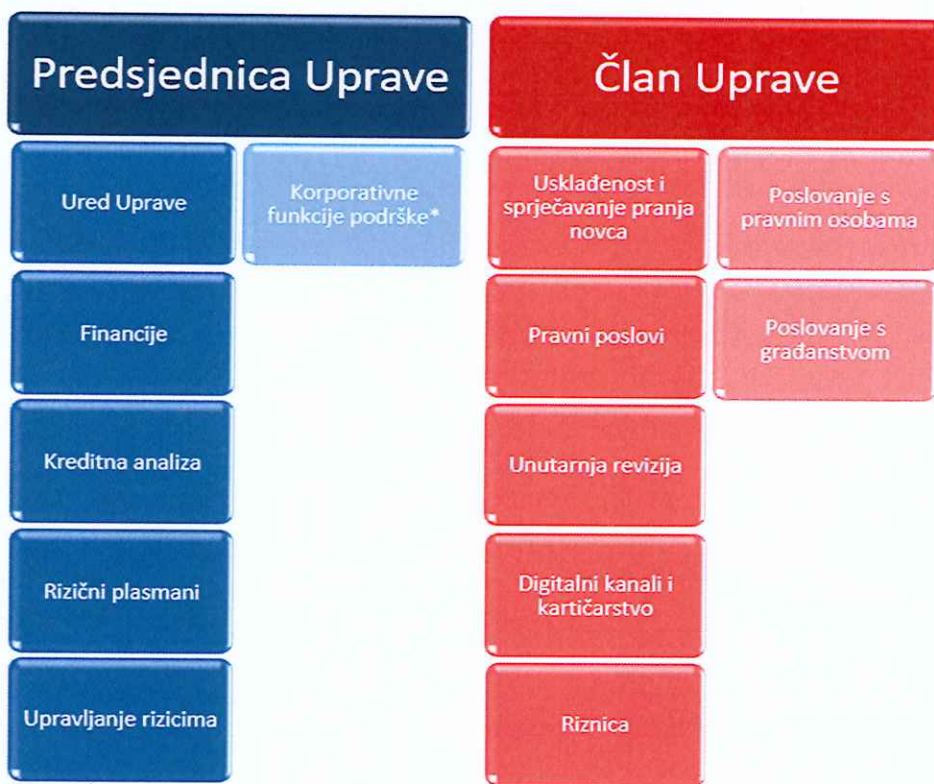 Predsjednica Uprave
Član Uprave
Ured Uprave
Korporativne
funkcije podrške*
Financije
Kreditna analiza
Rizični plasmani
Upravljanje rizicima
Usklađenost i
sprječavanje pranja
novca
Poslovanje s
pravnim osobama
Pravni poslovi
Poslovanje s
građanstvom
Unutarnja revizija
Digitalni kanali i
kartičarstvo
Riznica